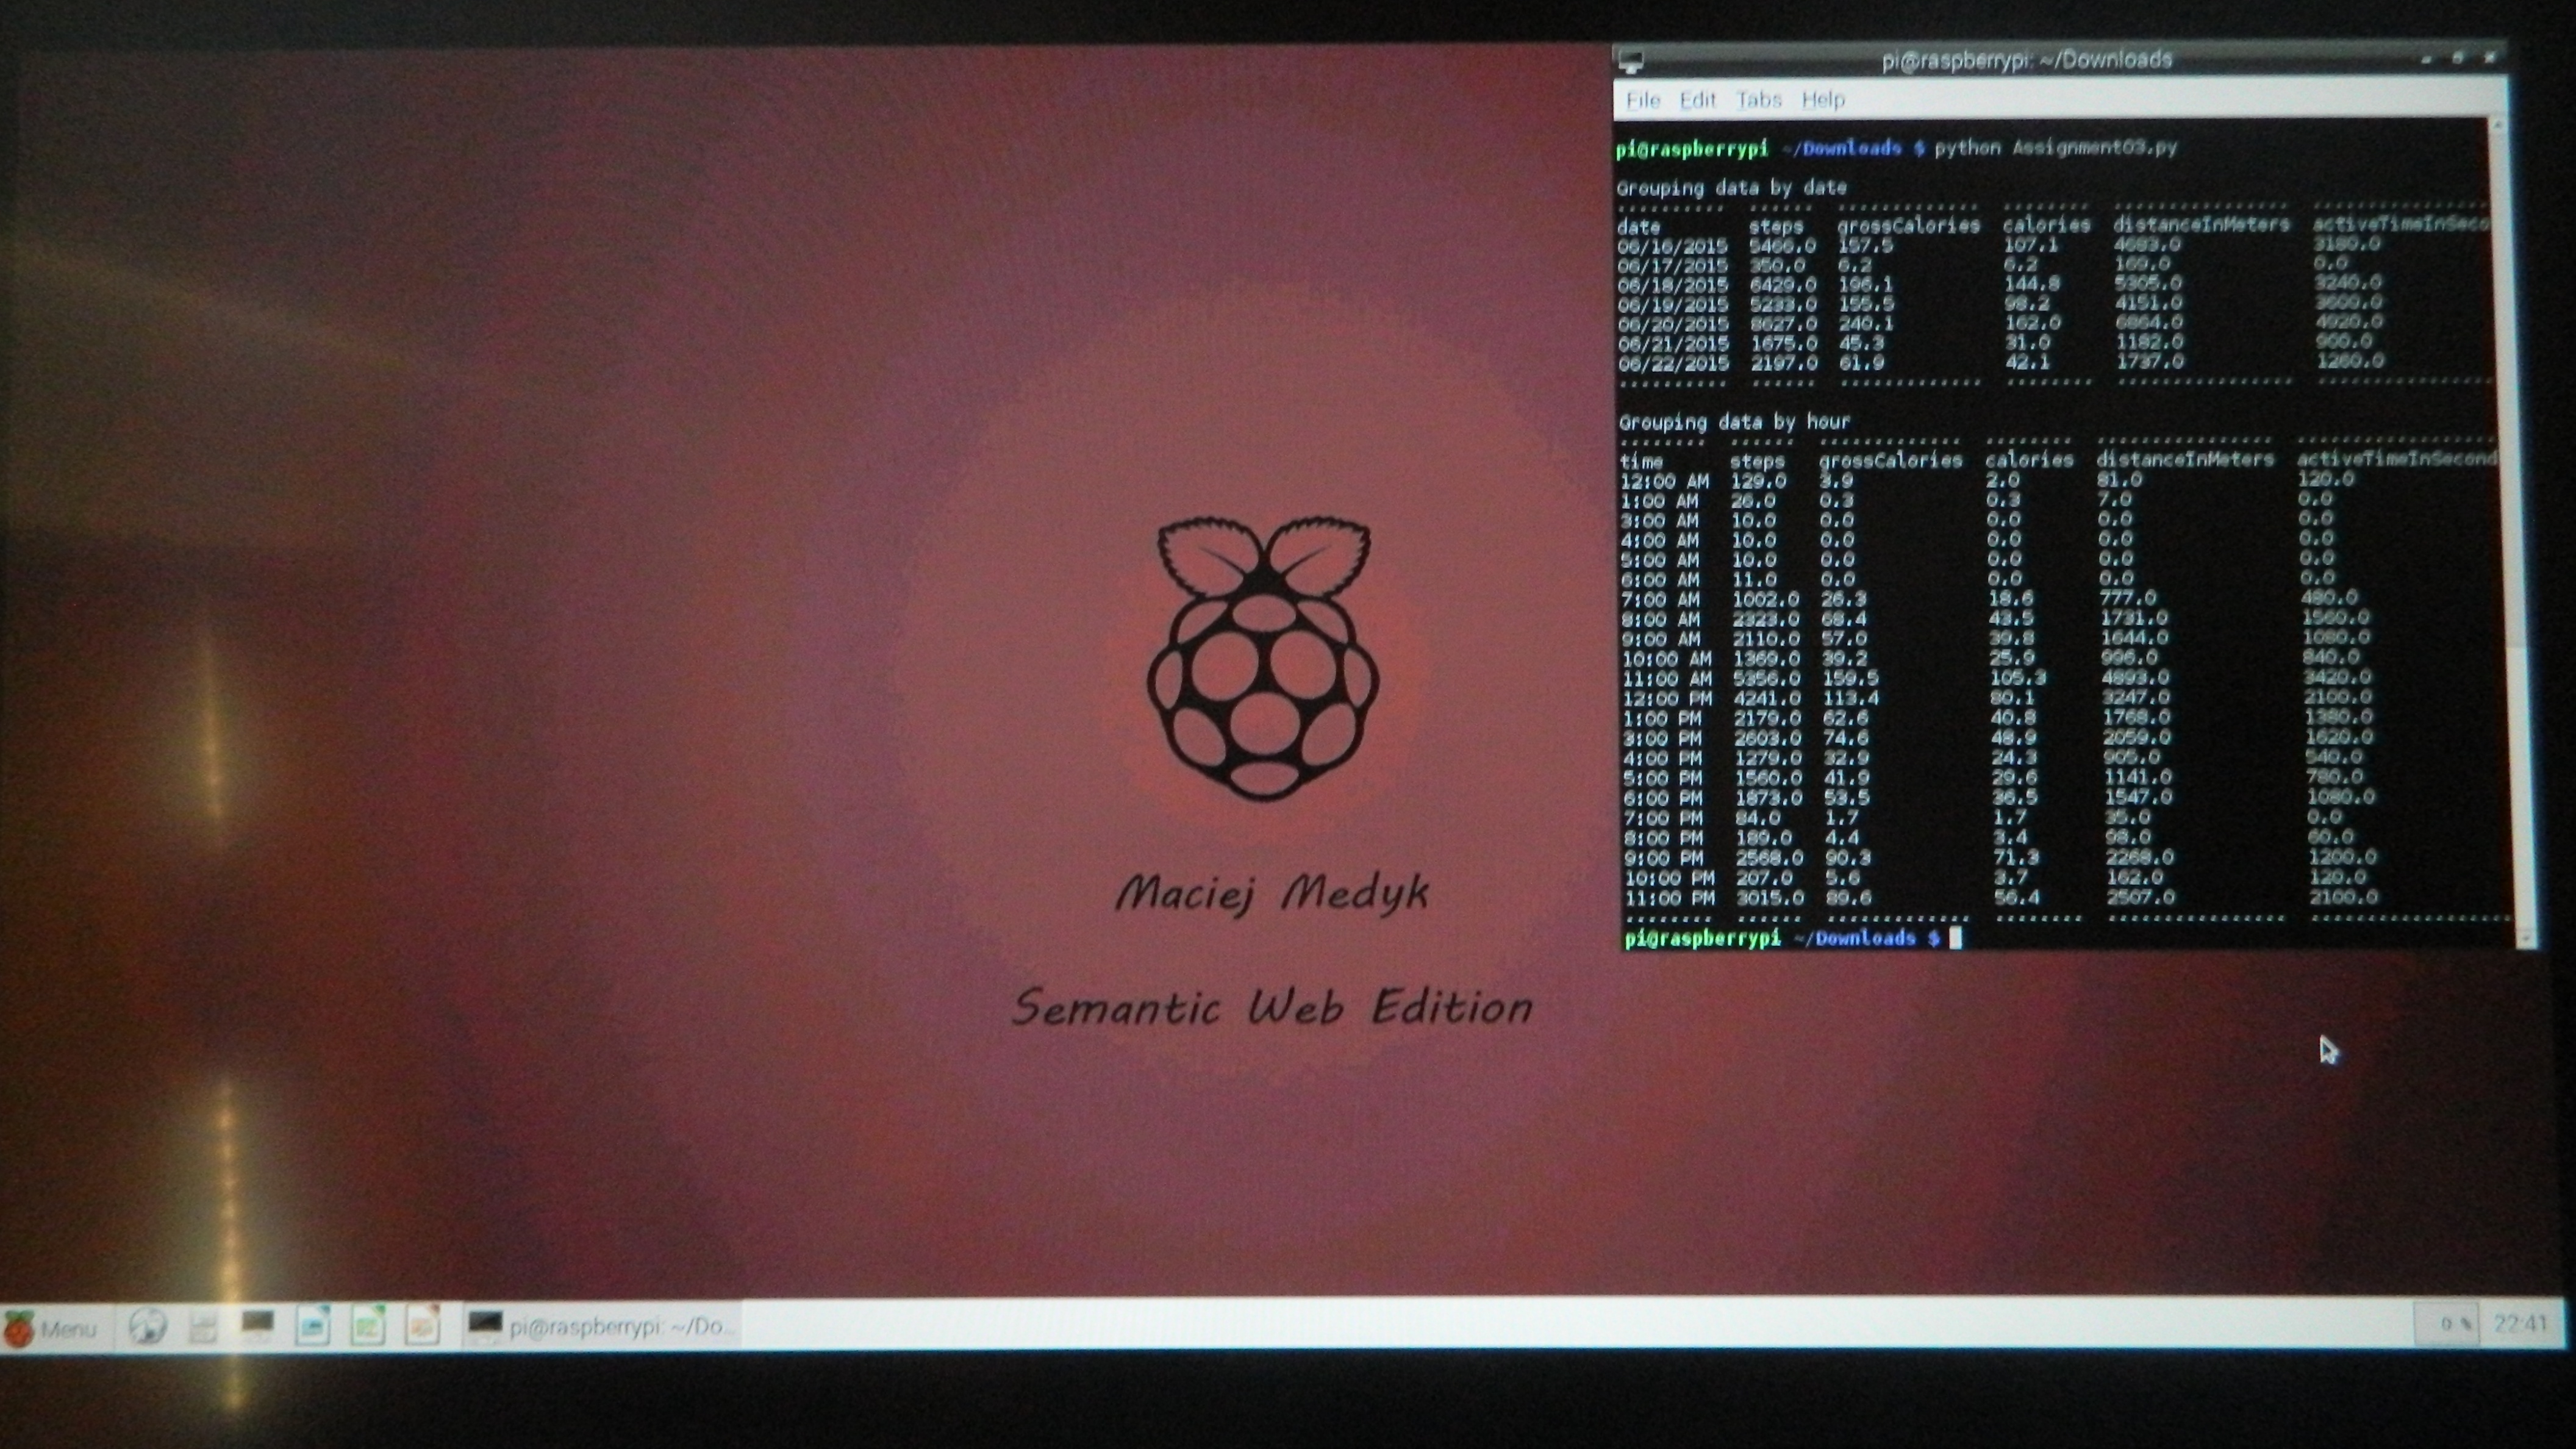 pi@raspberrypi: ~/Downloads
File Edit Tabs Help
pi@raspberrypi ~/Downloads $ python Assignment03.py
Grouping data by date
date steps grossCalories calories distanceInMeters activeTimeInSeco
06/16/2015 5466.0 157.5 107.1 4683.0 3180.0
06/17/2015 350.0 6.2 6.2 169.0 0.0
06/18/2015 6429.0 196.1 144.8 5305.0 3240.0
06/19/2015 5233.0 155.5 98.2 4151.0 3600.0
06/20/2015 8627.0 240.1 162.0 6864.0 4920.0
06/21/2015 1675.0 45.3 31.0 1182.0 900.0
06/22/2015 2197.0 61.9 42.1 1737.0 1260.0
Grouping data by hour
time steps grossCalories calories distanceInMeters activeTimeInSecond
12:00 AM 129.0 3.9 2.0 81.0 120.0
1:00 AM 26.0 0.3 0.3 7.0 0.0
3:00 AM 10.0 0.0 0.0 0.0 0.0
4:00 AM 10.0 0.0 0.0 0.0 0.0
5:00 AM 10.0 0.0 0.0 0.0 0.0
6:00 AM 11.0 0.0 0.0 0.0 0.0
7:00 AM 1002.0 26.3 18.6 777.0 480.0
8:00 AM 2323.0 68.4 43.5 1731.0 1560.0
9:00 AM 2110.0 57.0 39.8 1644.0 1080.0
10:00 AM 1369.0 39.2 25.9 996.0 840.0
11:00 AM 5356.0 159.5 105.3 4893.0 3420.0
12:00 PM 4241.0 113.4 80.1 3247.0 2100.0
1:00 PM 2179.0 62.6 40.8 1768.0 1380.0
3:00 PM 2603.0 74.6 48.9 2059.0 1620.0
4:00 PM 1279.0 32.9 24.3 905.0 540.0
5:00 PM 1560.0 41.9 29.6 1141.0 780.0
6:00 PM 1873.0 53.5 36.5 1547.0 1080.0
7:00 PM 84.0 1.7 1.7 35.0 0.0
8:00 PM 189.0 4.4 3.4 98.0 60.0
9:00 PM 2568.0 90.3 71.3 2268.0 1200.0
10:00 PM 207.0 5.6 3.7 162.0 120.0
11:00 PM 3015.0 89.6 56.4 2507.0 2100.0
pi@raspberrypi ~/Downloads $
Maciej Medyk
Semantic Web Edition
Menu
pi@raspberrypi: ~/Do...
0 %
22:41